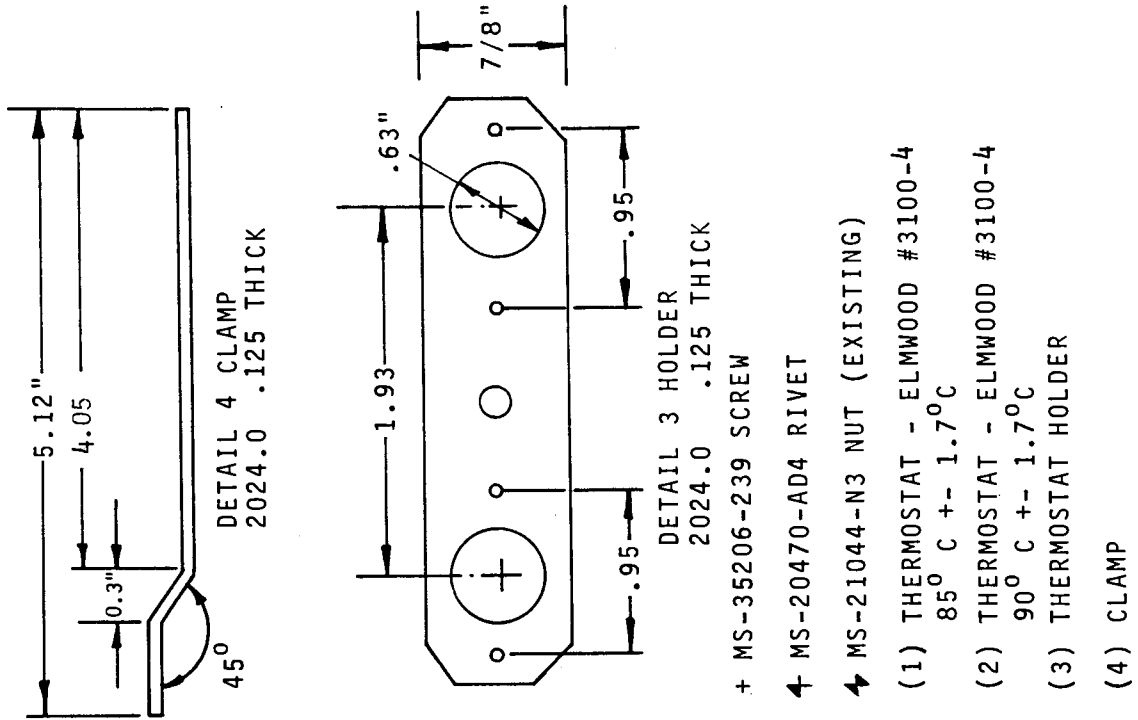 5.12"
4.05
0.3"
45°
DETAIL 4 CLAMP
2024.0 .125 THICK
7/8"
.63"
1.93
.95
.95
DETAIL 3 HOLDER
2024.0 .125 THICK
+ MS-35206-239 SCREW
MS-20470-AD4 RIVET
MS-21044-N3 NUT (EXISTING)
(1) THERMOSTAT - ELMWOOD #3100-4
85° C +- 1.7°C
(2) THERMOSTAT - ELMWOOD #3100-4
90° C +- 1.7°C
(3) THERMOSTAT HOLDER
(4) CLAMP